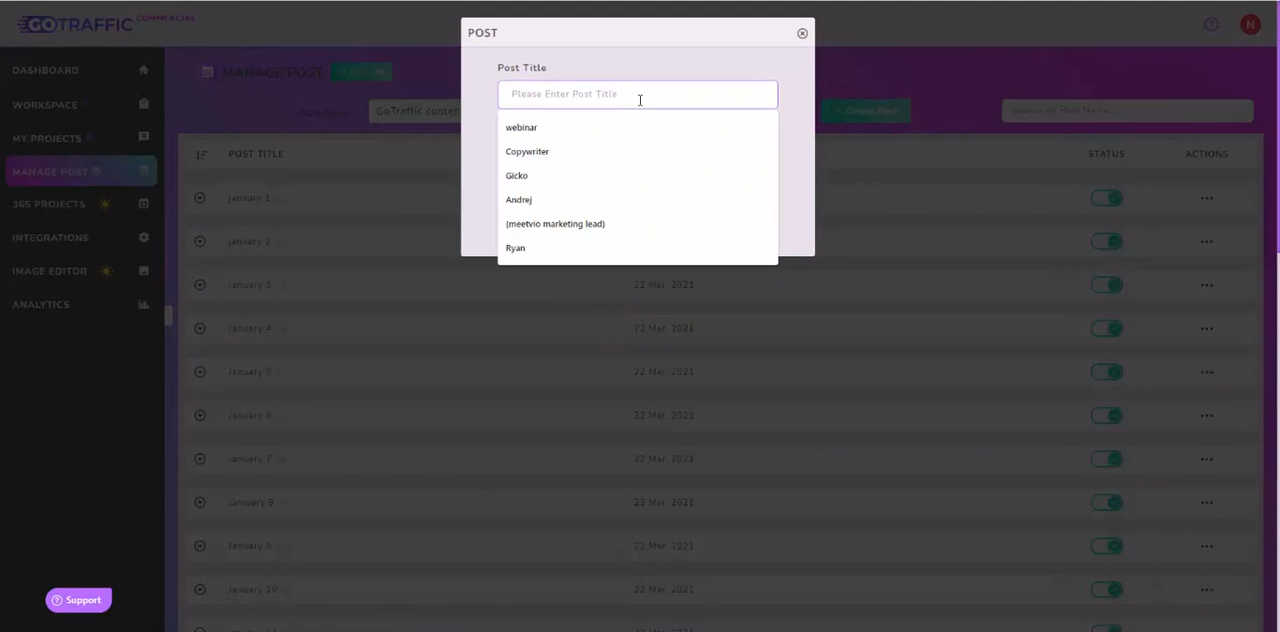 GOTRAFFIC COMMERCIAL
N
DASHBOARD
WORKSPACE
MY PROJECTS
MANAGE POST
365 PROJECTS
INTEGRATIONS
IMAGE EDITOR
ANALYTICS
Support
MANAGE POST
GoTraffic conten
Create Post
Search By Post Name...
POST TITLE
STATUS
ACTIONS
January 1
January 2
January 3
22 Mar, 2021
January 4
22 Mar, 2021
January 5
22 Mar, 2021
January 6
22 Mar, 2021
January 7
22 Mar, 2021
January 8
22 Mar, 2021
January 9
22 Mar, 2021
January 10
22 Mar, 2021
POST
Post Title
Please Enter Post Title
webinar
Copywriter
Gicko
Andrej
(meetvio marketing lead)
Ryan